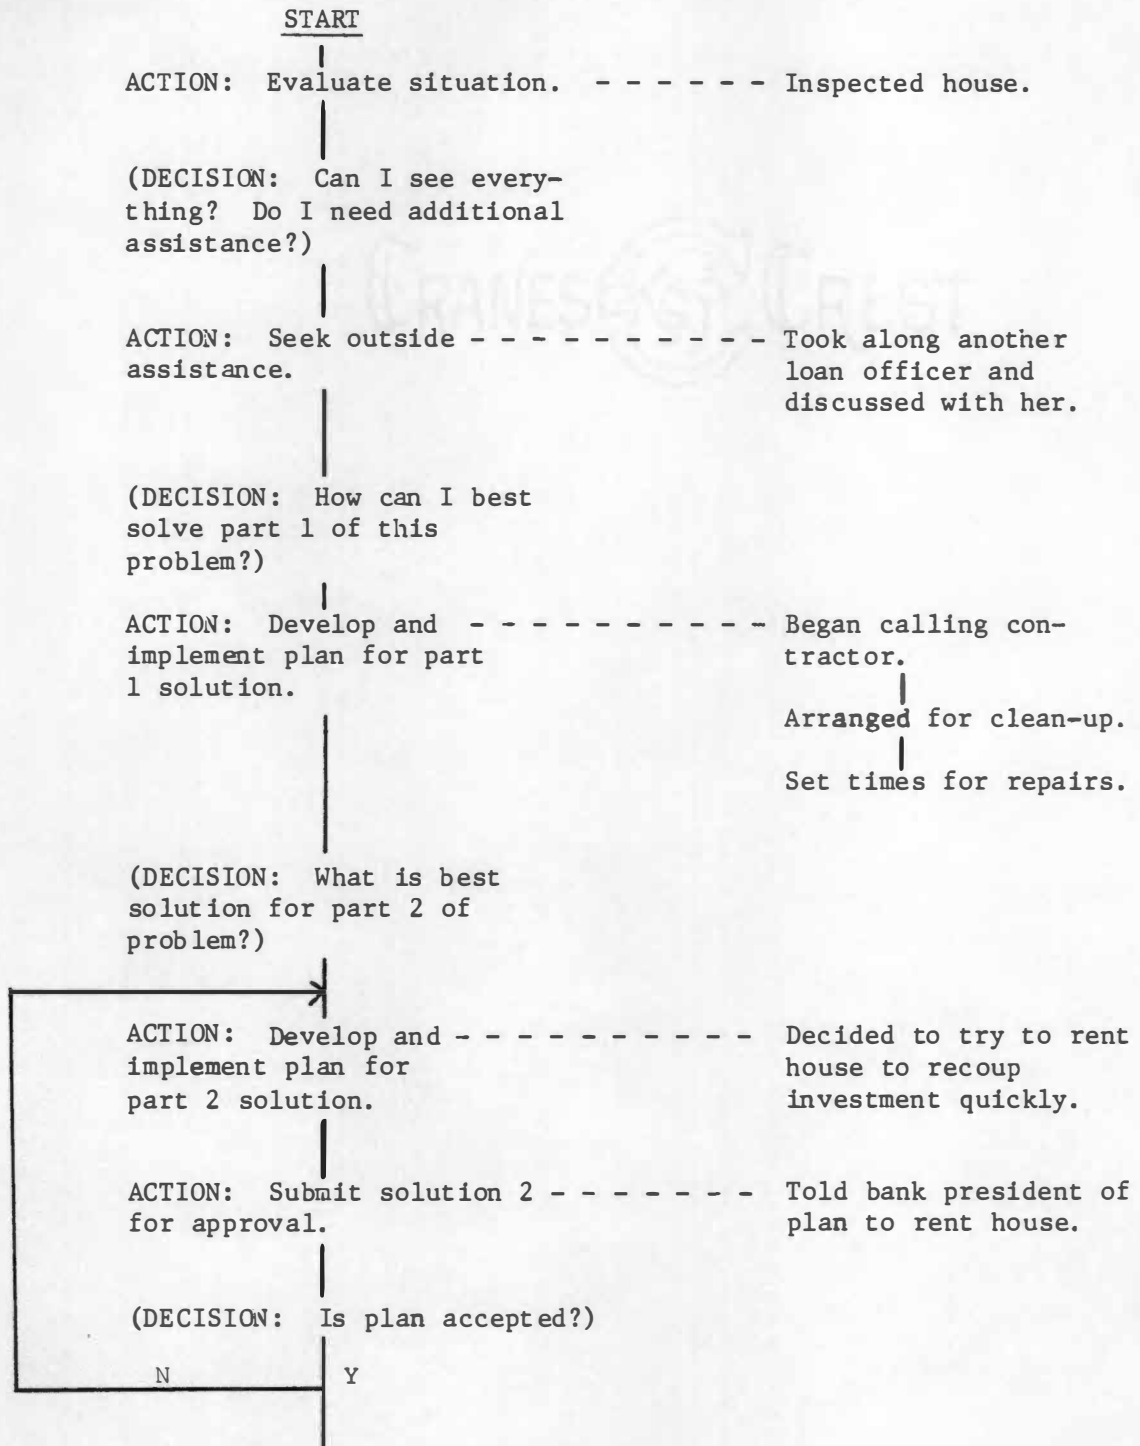 START
ACTION: Evaluate situation. - - - - - - Inspected house.
(DECISION: Can I see every-
thing? Do I need additional
assistance?)
ACTION: Seek outside - - - - - - - - - - Took along another
assistance.
loan officer and
discussed with her.
(DECISION: How can I best
solve part 1 of this
problem?)
ACTION: Develop and - - - - - - - - - - Began calling con-
implement plan for part
1 solution.
tractor.
Arranged for clean-up.
Set times for repairs.
(DECISION: What is best
solution for part 2 of
problem?)
ACTION: Develop and - - - - - - - - - - Decided to try to rent
implement plan for
part 2 solution.
house to recoup
investment quickly.
ACTION: Submit solution 2 - - - - - - - Told bank president of
for approval.
plan to rent house.
(DECISION: Is plan accepted?)
N Y
CRANES CREST